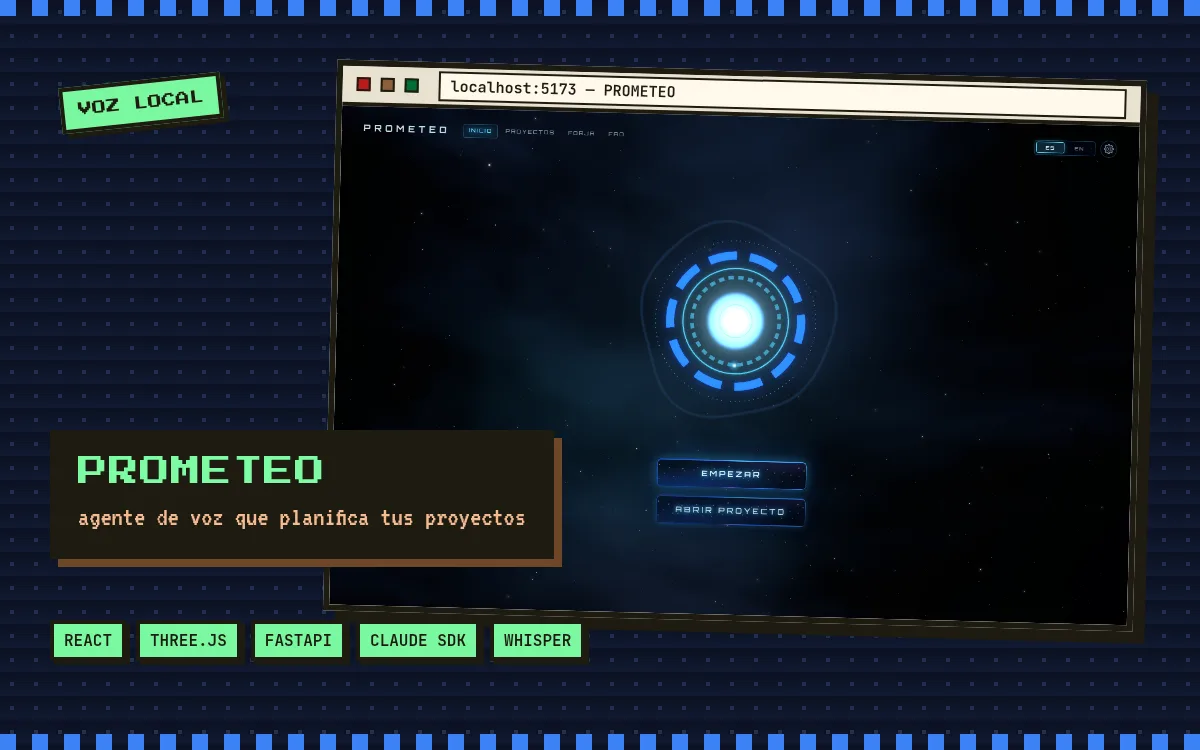 VOZ LOCAL
localhost:5173 — PROMETEO
PROMETEO INICIO PROYECTOS FORJA PRO
ES EN
EMPEZAR
ABRIR PROYECTO
PROMETEO
agente de voz que planifica tus proyectos
REACT THREE.JS FASTAPI CLAUDE SDK WHISPER